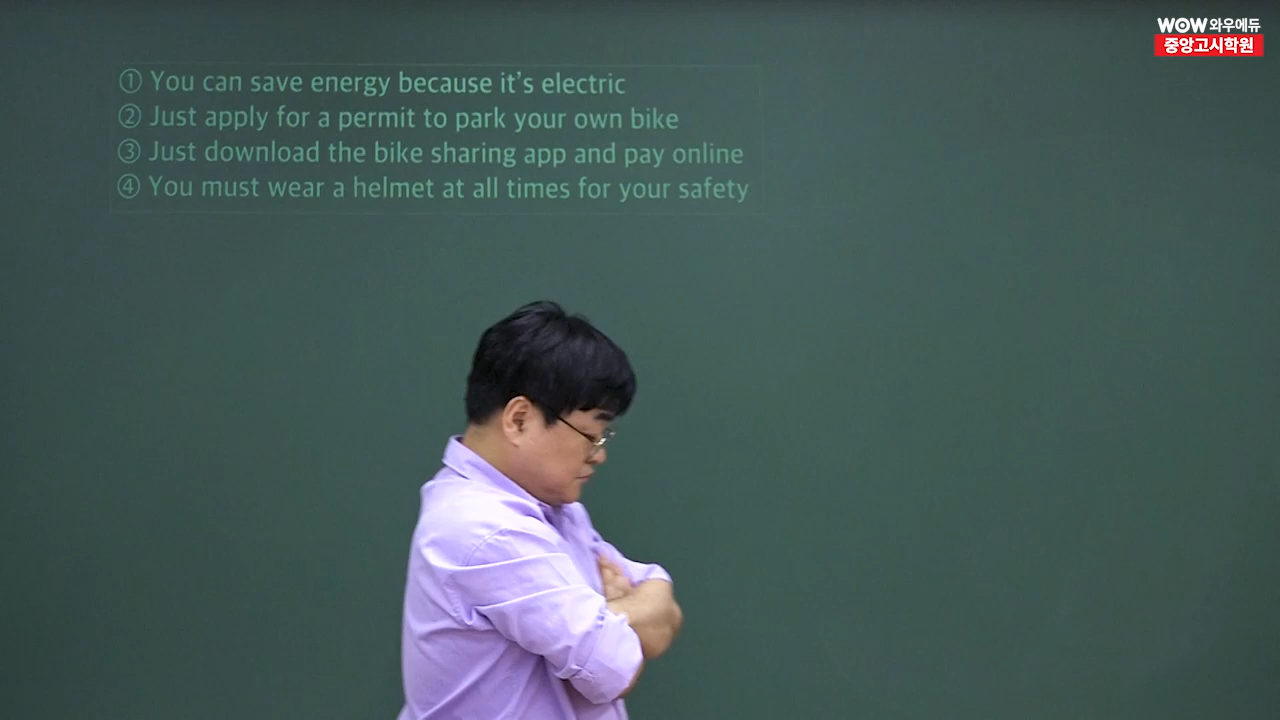 ① You can save energy because it's electric
② Just apply for a permit to park your own bike
③ Just download the bike sharing app and pay online
④ You must wear a helmet at all times for your safety
WOW 와우에듀
중앙고시학원